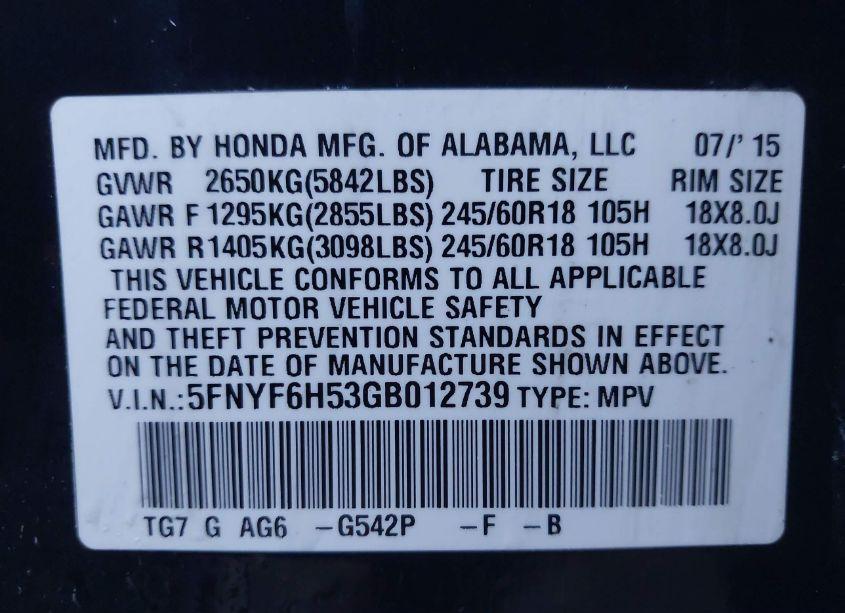 MFD. BY HONDA MFG. OF ALABAMA, LLC 07/' 15
GVWR 2650KG(5842LBS) TIRE SIZE RIM SIZE
GAWR F 1295KG(2855LBS) 245/60R18 105H 18X8.0J
GAWR R 1405KG(3098LBS) 245/60R18 105H 18X8.0J
THIS VEHICLE CONFORMS TO ALL APPLICABLE
FEDERAL MOTOR VEHICLE SAFETY
AND THEFT PREVENTION STANDARDS IN EFFECT
ON THE DATE OF MANUFACTURE SHOWN ABOVE.
V.I.N.:5FNYF6H53GB012739 TYPE: MPV
TG7 G AG6 -G542P -F -B